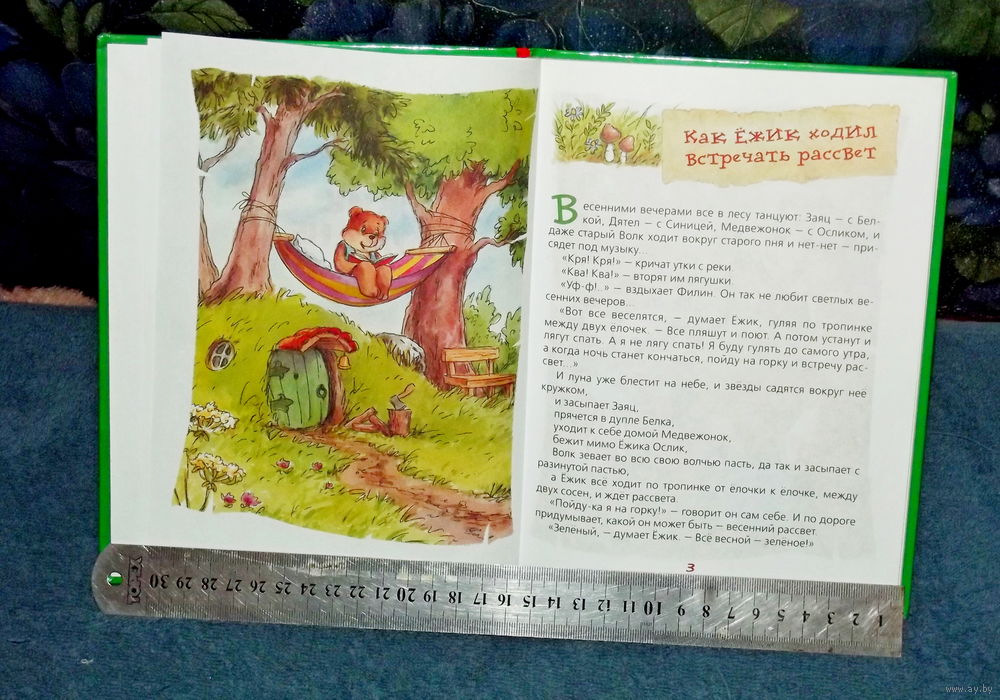 Как Ёжик ходил
встречать рассвет
Весенними вечерами все в лесу танцуют: Заяц – с Бел-
кой, Дятел – с Синицей, Медвежонок – с Осликом, и
даже старый Волк ходит вокруг старого пня и нет-нет – при-
сядет под музыку...
«Кря! Кря!» – кричат утки с реки.
«Ква! Ква!» – вторят им лягушки.
«Уф-ф!..» – вздыхает Филин. Он так не любит светлых ве-
сенних вечеров...
«Вот все веселятся, – думает Ёжик, гуляя по тропинке
между двух ёлочек. – Все пляшут и поют. А потом устанут и
лягут спать. А я не лягу спать! Я буду гулять до самого утра,
а когда ночь станет кончаться, пойду на горку и встречу рас-
свет...»
И луна уже блестит на небе, и звёзды садятся вокруг неё
кружком,
и засыпает Заяц,
прячется в дупле Белка,
уходит к себе домой Медвежонок,
бежит мимо Ёжика Ослик,
Волк зевает во всю свою волчью пасть, да так и засыпает с
разинутой пастью,
а Ёжик всё ходит по тропинке от ёлочки к ёлочке, между
двух сосен, и ждёт рассвета.
«Пойду-ка я на горку!» – говорит он сам себе. И по дороге
придумывает, какой он может быть – весенний рассвет.
«Зелёный, – думает Ёжик. – Всё весной – зелёное!»
3
30 29 28 27 26 25 24 23 22 21 20 19 18 17 16 15 14 13 12 11 10 9 8 7 6 5 4 3 2 1
www.ay.by